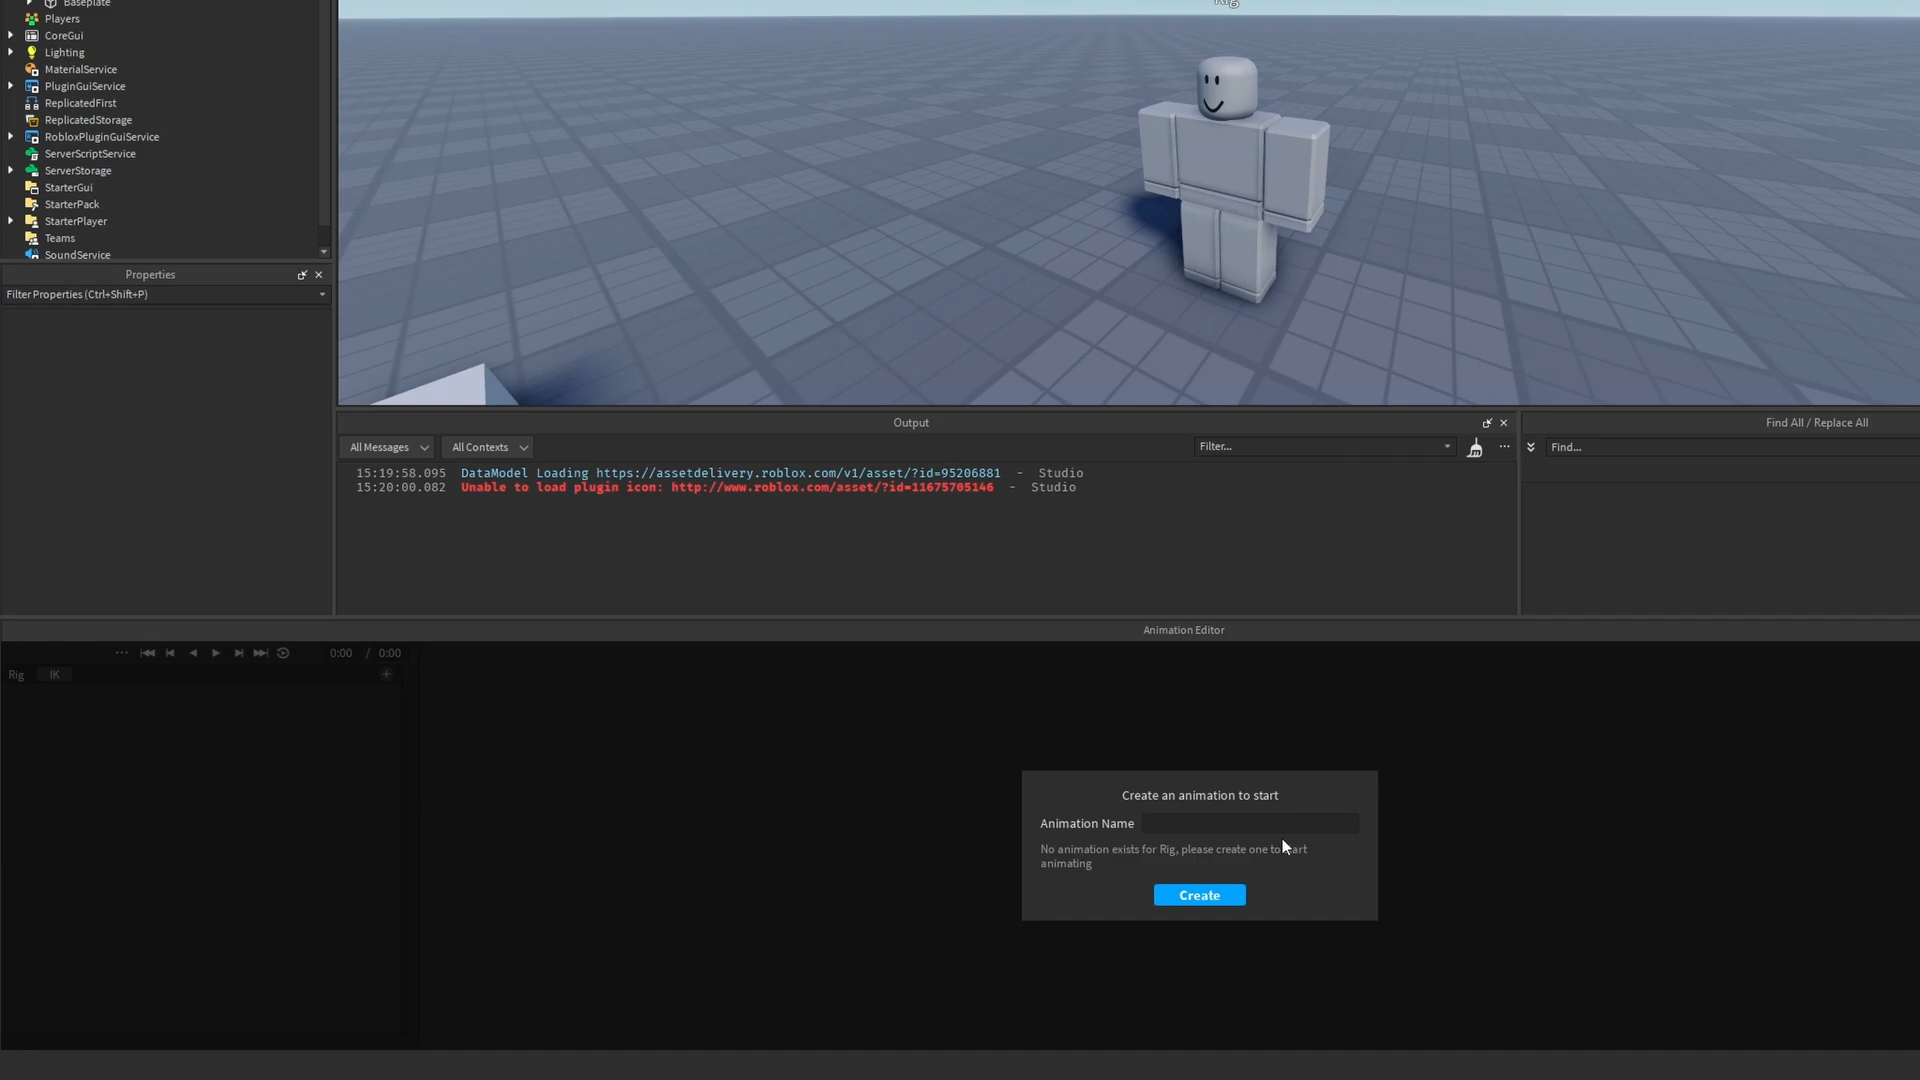 Baseplate
Players
CoreGui
Lighting
MaterialService
PluginGuiService
ReplicatedFirst
ReplicatedStorage
RobloxPluginGuiService
ServerScriptService
ServerStorage
StarterGui
StarterPack
StarterPlayer
Teams
SoundService
Properties
Filter Properties (Ctrl+Shift+P)
Rig
Output
All Messages
All Contexts
Filter...
15:19:58.095 DataModel Loading https://assetdelivery.roblox.com/v1/asset/?id=95206881 - Studio
15:20:00.082 Unable to load plugin icon: http://www.roblox.com/asset/?id=11675705146 - Studio
Find All / Replace All
Find...
Animation Editor
0:00 / 0:00
Rig IK
Create an animation to start
Animation Name
No animation exists for Rig, please create one to
animating
Create